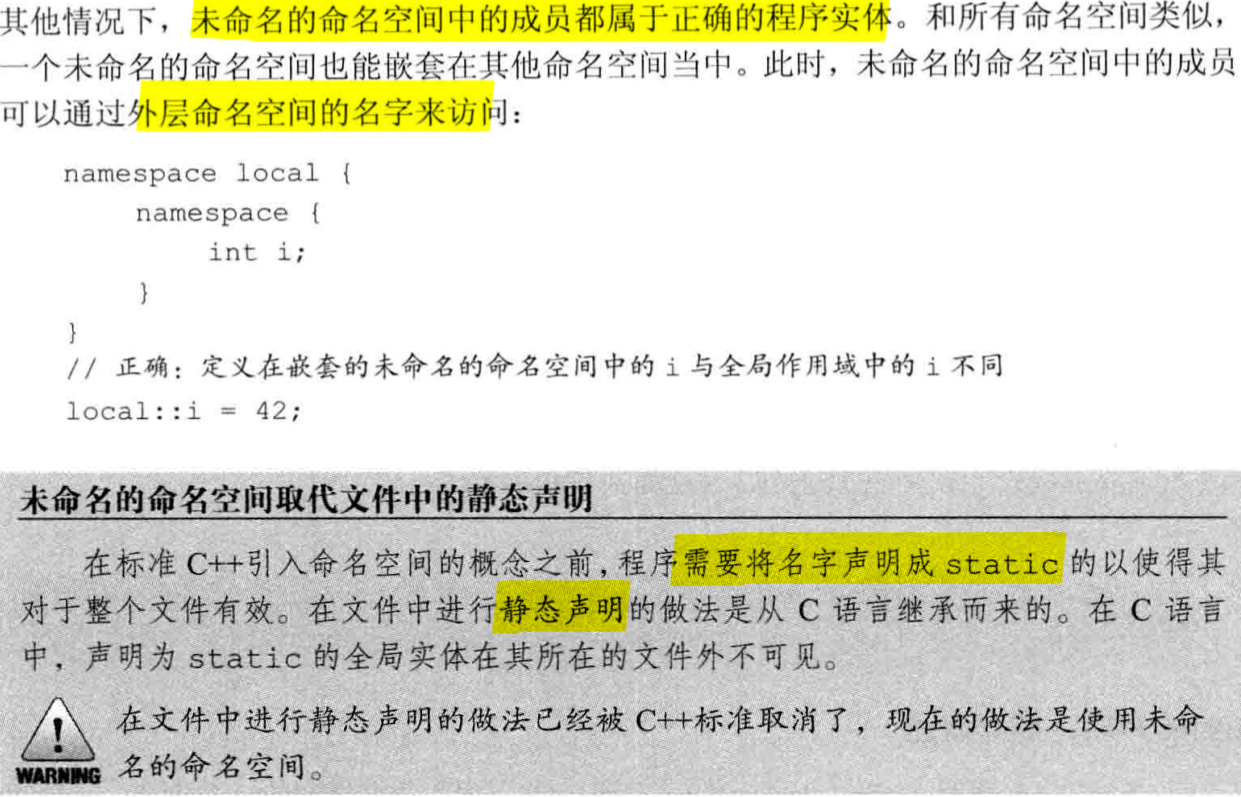 其他情况下，未命名的命名空间中的成员都属于正确的程序实体。和所有命名空间类似，
一个未命名的命名空间也能嵌套在其他命名空间当中。此时，未命名的命名空间中的成员
可以通过外层命名空间的名字来访问：
namespace local {
namespace {
int i;
}
}
// 正确：定义在嵌套的未命名的命名空间中的 i 与全局作用域中的 i 不同
local::i = 42;
未命名的命名空间取代文件中的静态声明
在标准 C++引入命名空间的概念之前，程序需要将名字声明成 static 的以使得其
对于整个文件有效。在文件中进行静态声明的做法是从 C 语言继承而来的。在 C 语言
中，声明为 static 的全局实体在其所在的文件外不可见。
在文件中进行静态声明的做法已经被 C++标准取消了，现在的做法是使用未命
WARNING 名的命名空间。